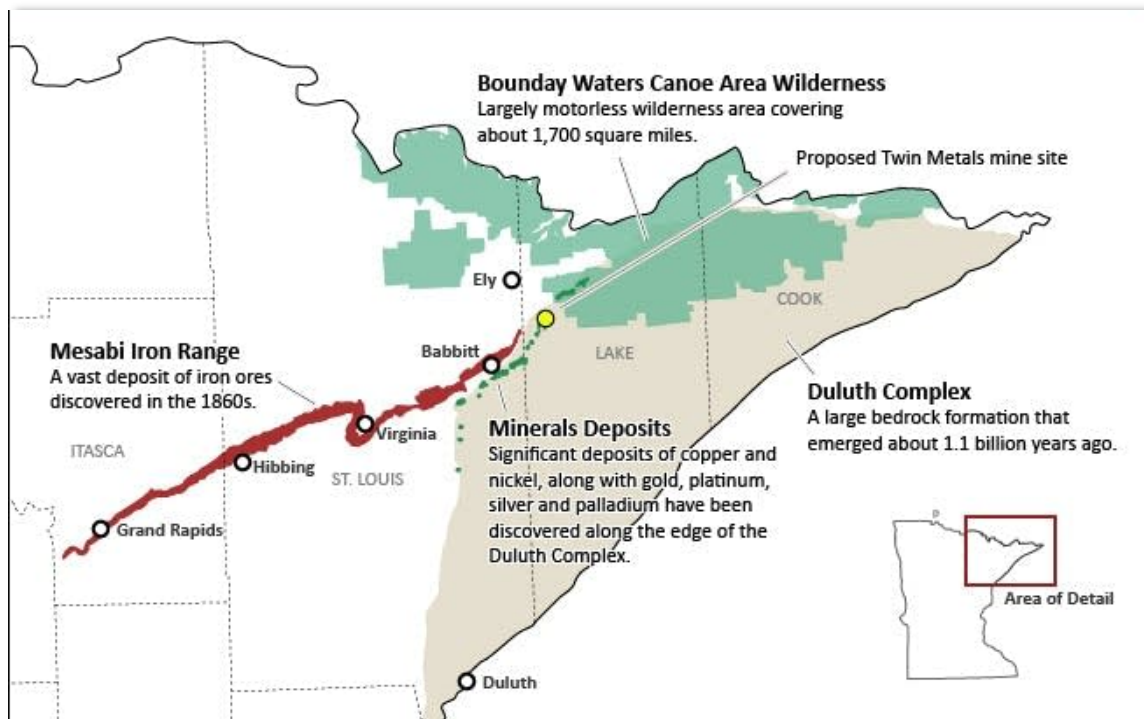 Bounday Waters Canoe Area Wilderness
Largely motorless wilderness area covering
about 1,700 square miles.
Proposed Twin Metals mine site
Ely
COOK
Mesabi Iron Range
A vast deposit of iron ores
discovered in the 1860s.
Babbitt
LAKE
Duluth Complex
A large bedrock formation that
emerged about 1.1 billion years ago.
Virginia
Minerals Deposits
Significant deposits of copper and
nickel, along with gold, platinum,
silver and palladium have been
discovered along the edge of the
Duluth Complex.
ITASCA
Hibbing
ST. LOUIS
Grand Rapids
Area of Detail
Duluth